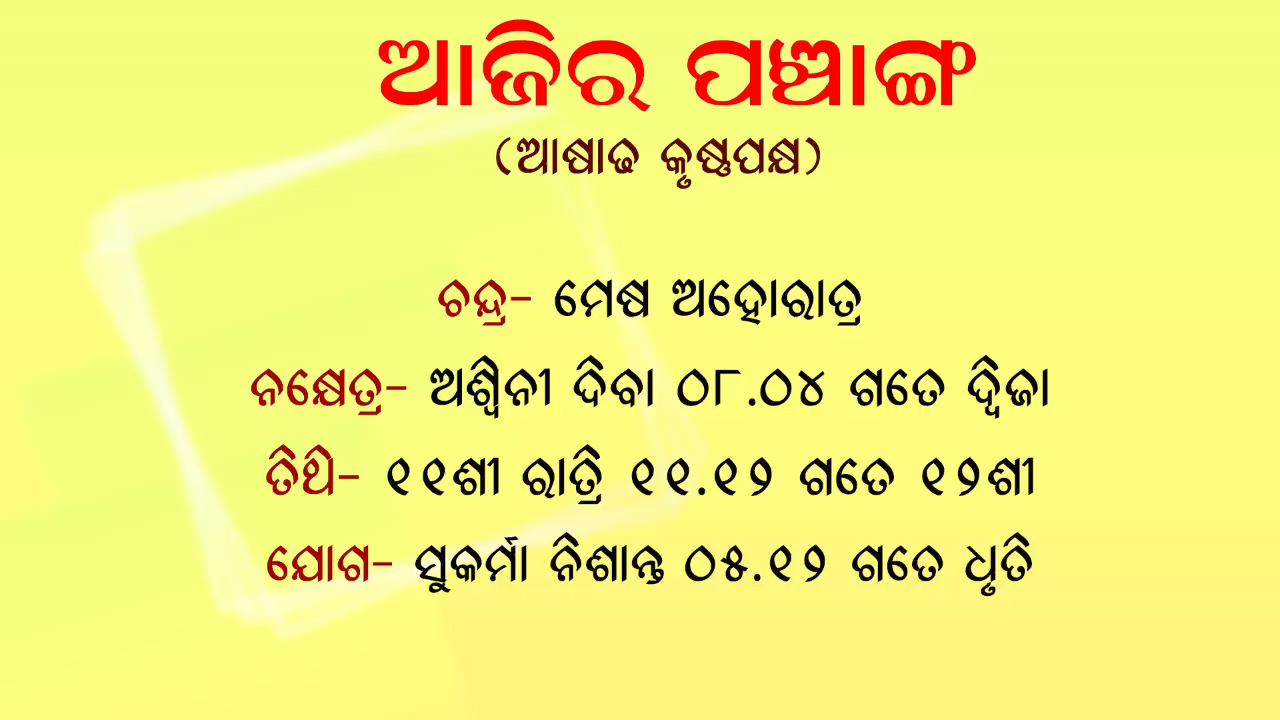 ଆଜିର ପଞ୍ଚାଙ୍ଗ
(ଆଷାଢ କୃଷ୍ଣପକ୍ଷ)
ଚନ୍ଦ୍ର- ମେଷ ଅହୋରାତ୍ର
ନକ୍ଷେତ୍ର- ଅଶ୍ୱିନୀ ଦିବା ୦୮.୦୪ ଗତେ ଦ୍ୱିଜା
ତିଥି- ୧୧ଶୀ ରାତ୍ରି ୧୧.୧୨ ଗତେ ୧୨ଶୀ
ଯୋଗ- ସୁକର୍ମା ନିଶାନ୍ତ ୦୫.୧୨ ଗତେ ଧୃତି